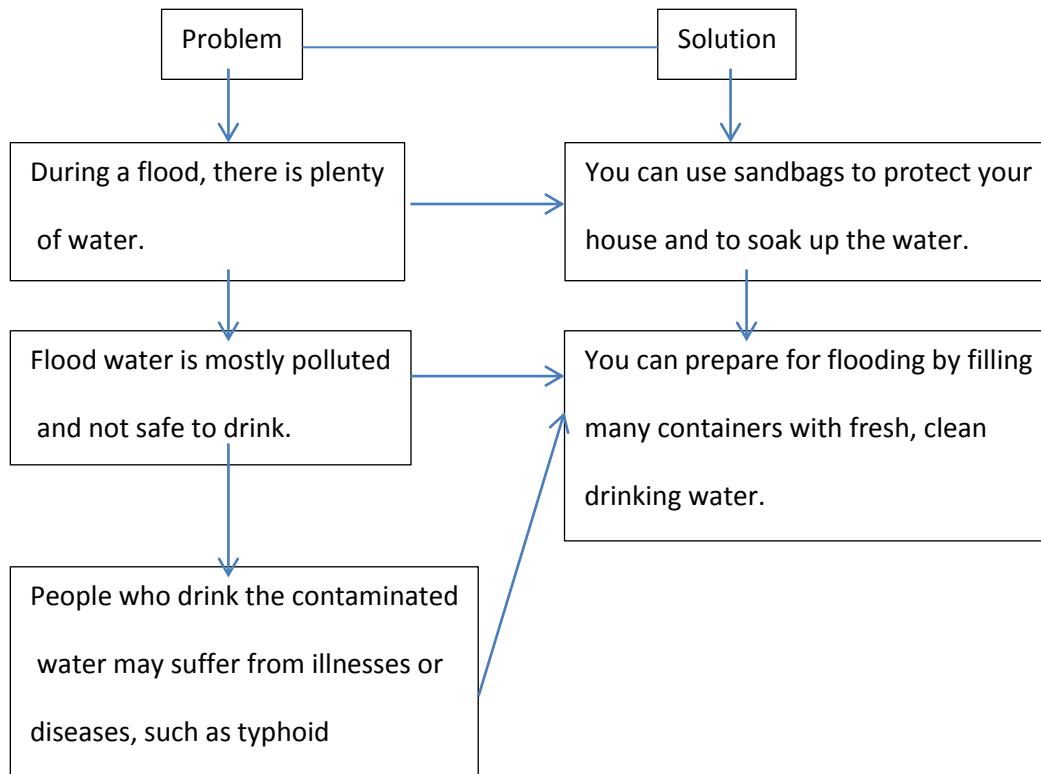 Problem
Solution
During a flood, there is plenty
of water.
You can use sandbags to protect your
house and to soak up the water.
Flood water is mostly polluted
and not safe to drink.
You can prepare for flooding by filling
many containers with fresh, clean
drinking water.
People who drink the contaminated
water may suffer from illnesses or
diseases, such as typhoid